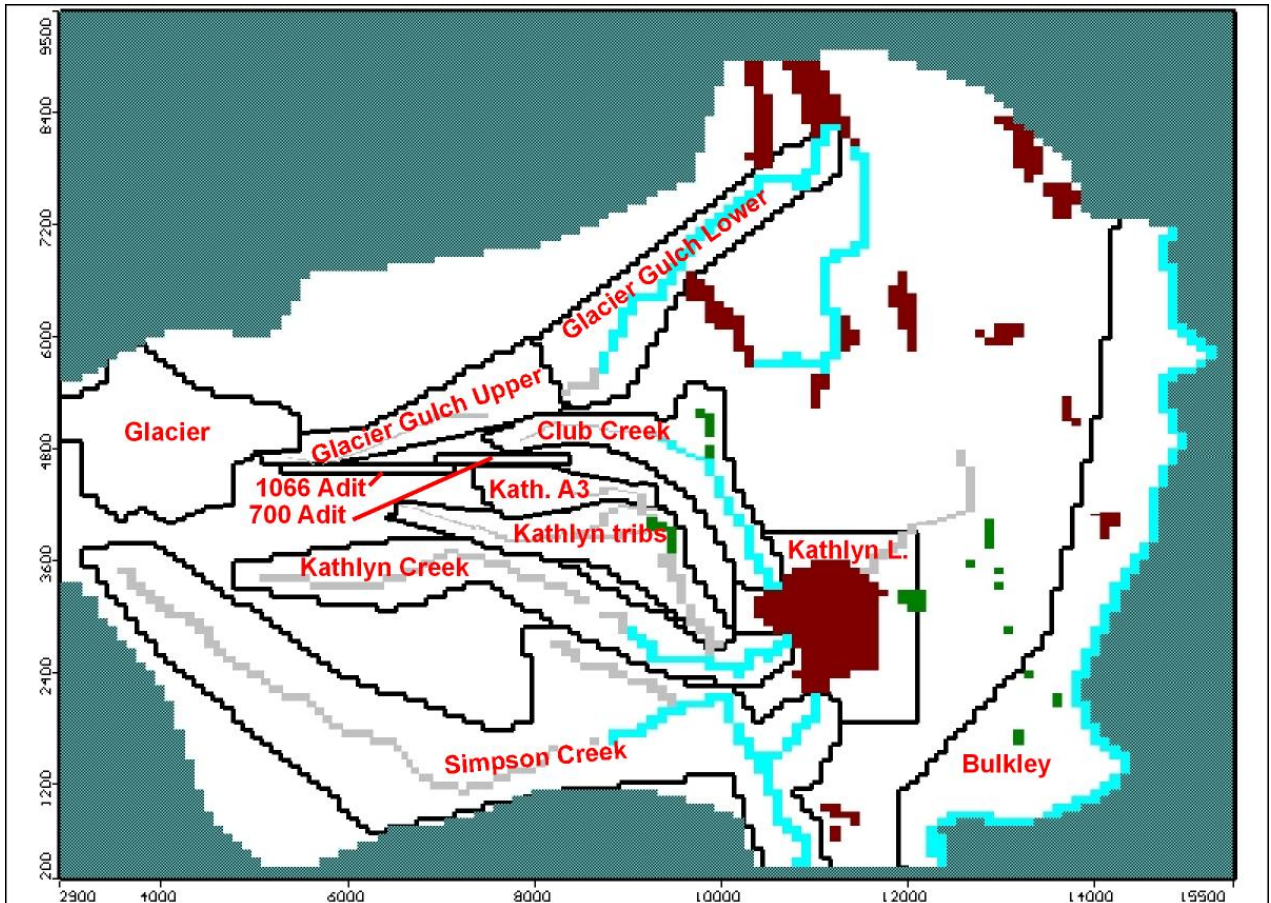 9500
8400
7200
6000
4800
3600
2400
1200
200
Glacier Gulch Lower
Glacier Gulch Upper
Glacier
Club Creek
1066 Adit
700 Adit
Kath. A3
Kathlyn tribs
Kathlyn L.
Kathlyn Creek
Simpson Creek
Bulkley
2900 4000 6000 8000 10000 12000 14000 15500